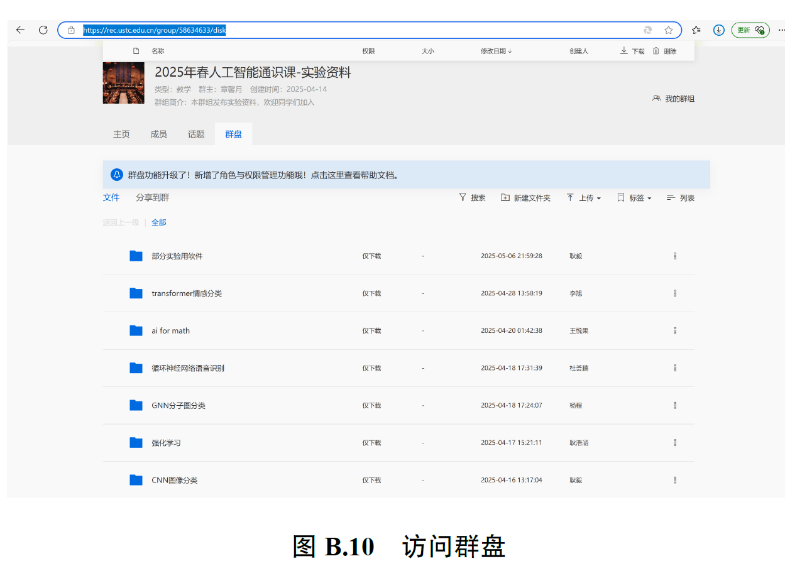 https://rec.ustc.edu.cn/group/58634633/disk 更新
名称 权限 大小 修改日期 创建人 下载 删除
2025年春人工智能通识课-实验资料
类型：教学 群主：章馨月 创建时间：2025-04-14
群组简介：本群组发布实验资料，欢迎同学们加入
我的群组
主页 成员 话题 群盘
群盘功能升级了！新增了角色与权限管理功能哦！点击这里查看帮助文档。
文件 分享到群 搜索 新建文件夹 上传 标签 列表
返回上一级 | 全部
部分实验用软件 仅下载 - 2025-05-06 21:59:28
transformer情感分类 仅下载 - 2025-04-28 13:58:19 李旭
ai for math 仅下载 - 2025-04-20 01:42:38
循环神经网络语音识别 仅下载 - 2025-04-18 17:31:39
GNN分子图分类 仅下载 - 2025-04-18 17:24:07 杨程
强化学习 仅下载 - 2025-04-17 15:21:11
CNN图像分类 仅下载 - 2025-04-16 13:17:04
图 B.10 访问群盘